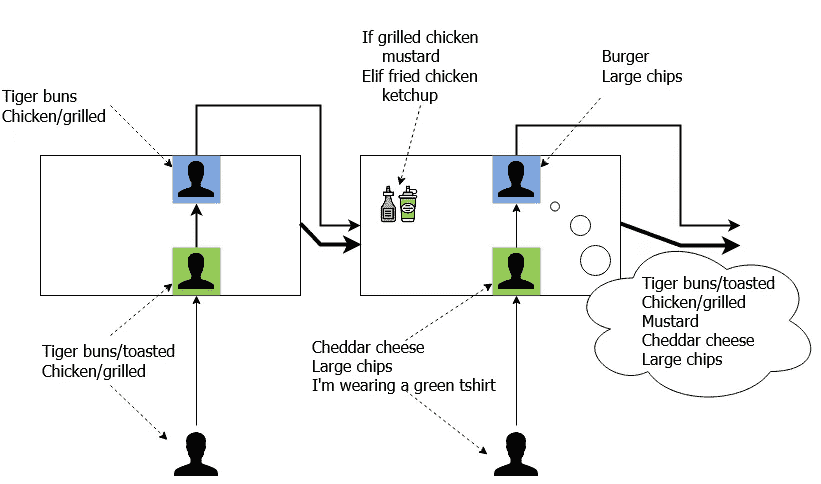 If grilled chicken
mustard
Elif fried chicken
ketchup
Burger
Large chips
Tiger buns
Chicken/grilled
Tiger buns/toasted
Chicken/grilled
Cheddar cheese
Large chips
I'm wearing a green tshirt
Tiger buns/toasted
Chicken/grilled
Mustard
Cheddar cheese
Large chips